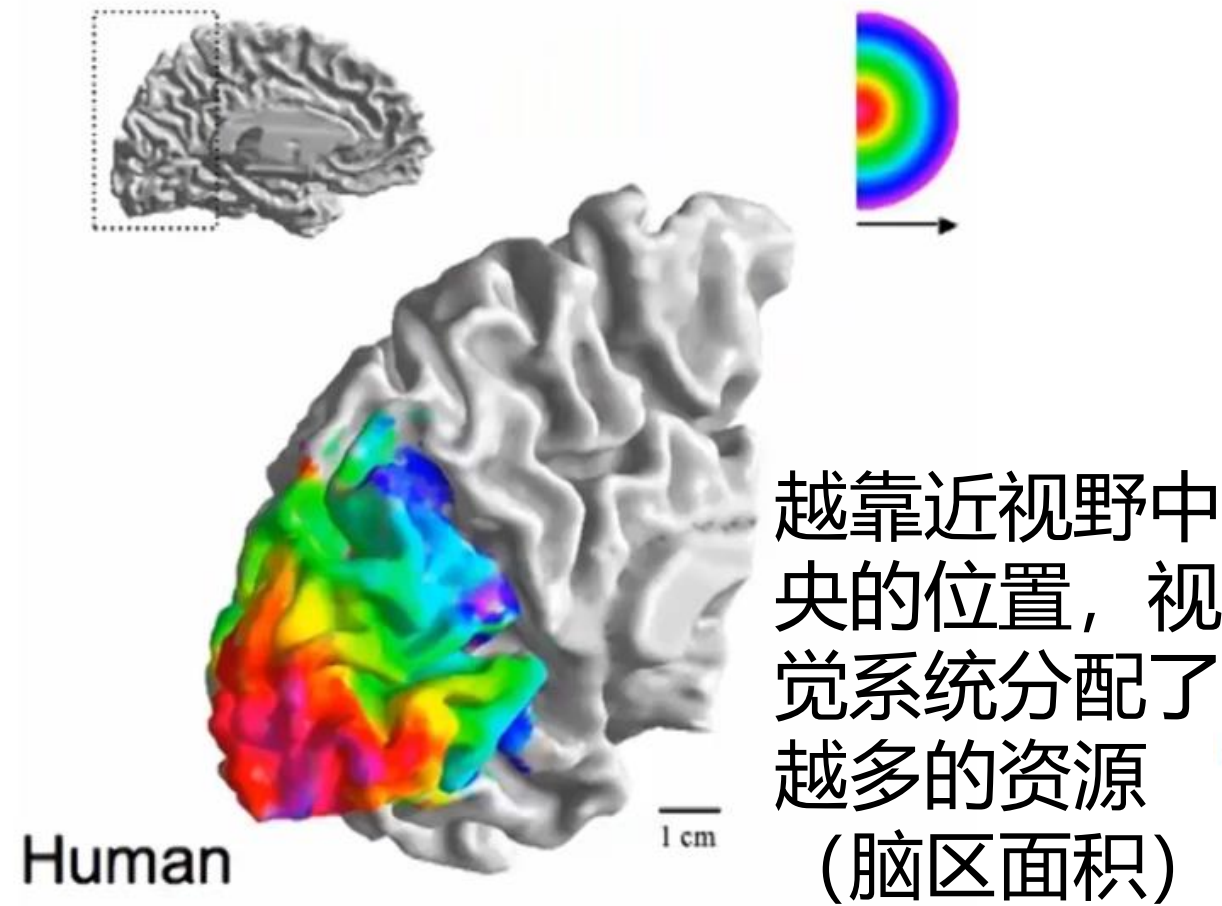 越靠近视野中
央的位置，视
觉系统分配了
越多的资源
（脑区面积）
1 cm
Human